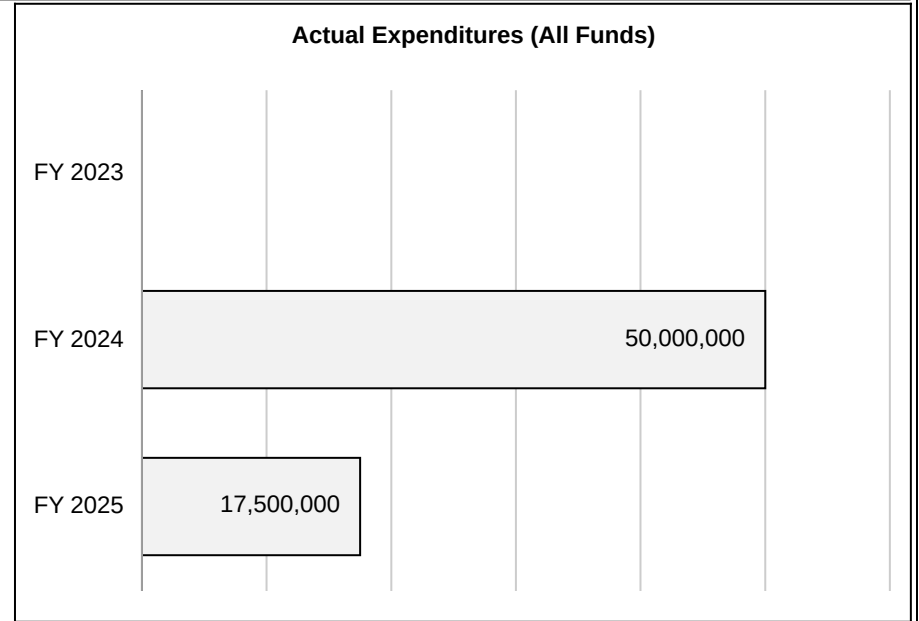 Actual Expenditures (All Funds)
FY 2023
FY 2024
50,000,000
FY 2025
17,500,000